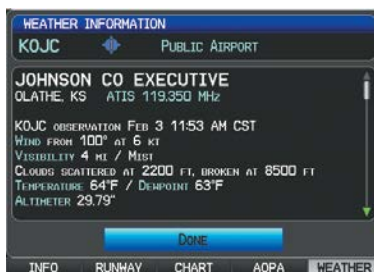 WEATHER INFORMATION
KOJC PUBLIC AIRPORT
JOHNSON CO EXECUTIVE
OLATHE, KS ATIS 119.350 MHz
KOJC OBSERVATION FEB 3 11:53 AM CST
WIND FROM 100° AT 6 KT
VISIBILITY 4 MI / MIST
CLOUDS SCATTERED AT 2200 FT, BROKEN AT 8500 FT
TEMPERATURE 64°F / DEWPOINT 63°F
ALTIMETER 29.79"
DONE
INFO RUNWAY CHART AOPA WEATHER